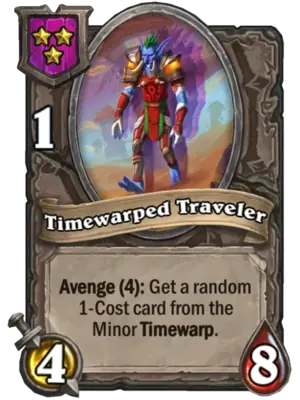 1
Timewarped Traveler
Avenge (4): Get a random
1-Cost card from the
Minor Timewarp.
4
8